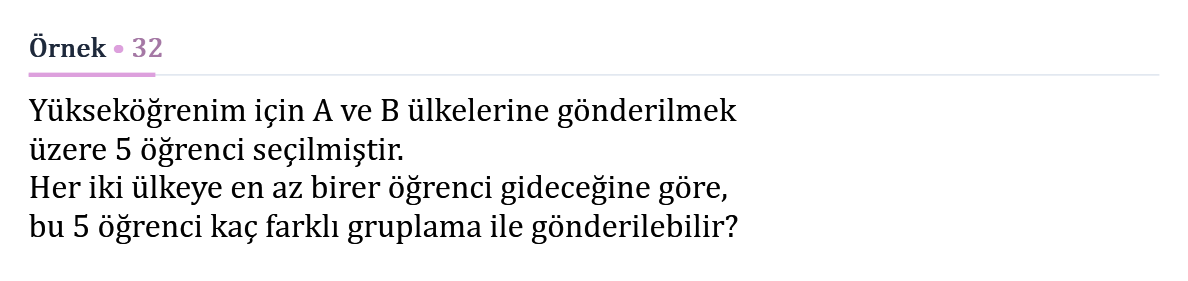 Örnek • 32
Yükseköğrenim için A ve B ülkelerine gönderilmek
üzere 5 öğrenci seçilmiştir.
Her iki ülkeye en az birer öğrenci gideceğine göre,
bu 5 öğrenci kaç farklı gruplama ile gönderilebilir?